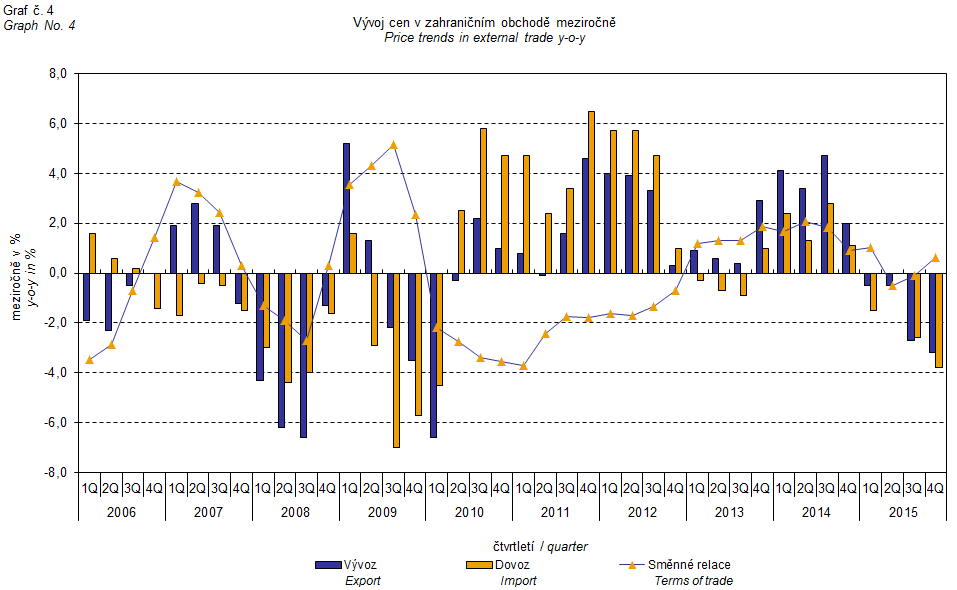 Graf č. 4
Graph No. 4
Vývoj cen v zahraničním obchodě meziročně
Price trends in external trade y-o-y
8,0
6,0
4,0
2,0
0,0
-2,0
-4,0
-6,0
-8,0
meziročně v %
y-o-y in %
1Q 2Q 3Q 4Q 1Q 2Q 3Q 4Q 1Q 2Q 3Q 4Q 1Q 2Q 3Q 4Q 1Q 2Q 3Q 4Q 1Q 2Q 3Q 4Q 1Q 2Q 3Q 4Q 1Q 2Q 3Q 4Q 1Q 2Q 3Q 4Q 1Q 2Q 3Q 4Q
2006 2007 2008 2009 2010 2011 2012 2013 2014 2015
čtvrtletí / quarter
Vývoz Dovoz Směnné relace
Export Import Terms of trade